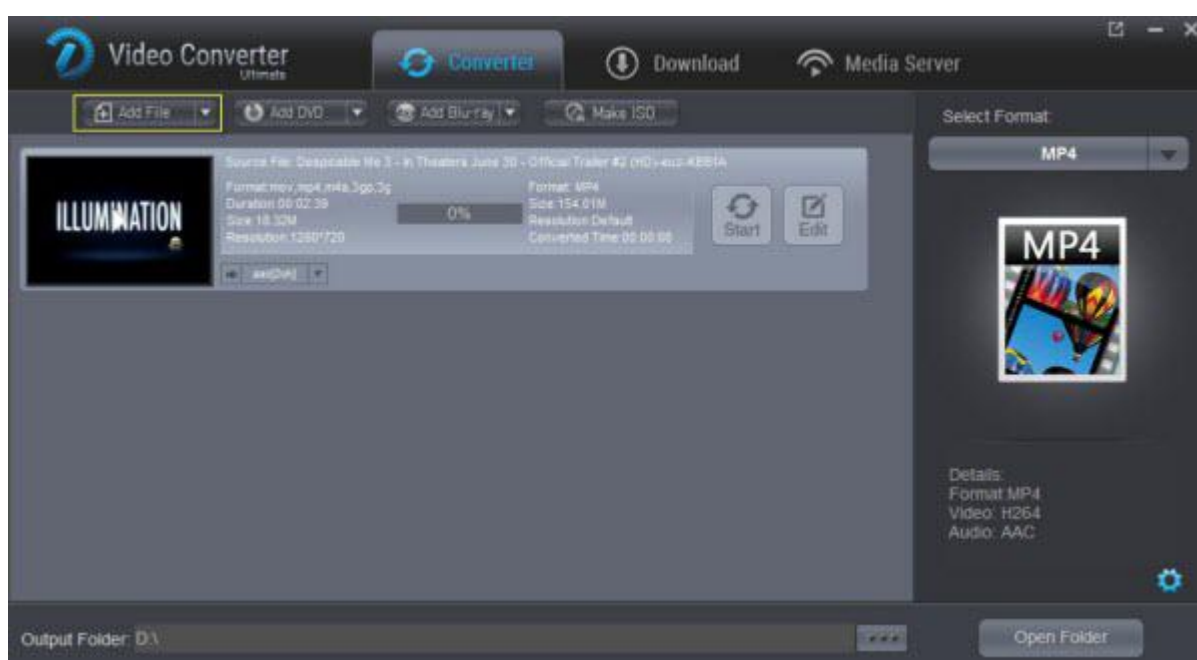 Video Converter
Ultimate
Converter
Download
Media Server
Add File
Add DVD
Add Blu-ray
Make ISO
Select Format:
MP4
Source File: Despicable Me 3 - In Theaters June 30 - Official Trailer #2 (HD)
Format:mov,mp4,m4a,3gp,3g
Duration:00:02:39
Size:18.32M
Resolution:1280*720
0%
Format: MP4
Size:154.01M
Resolution:Default
Converted Time:00:00:00
Start
Edit
ILLUMINATION
MP4
Details:
Format:MP4
Video: H264
Audio: AAC
Output Folder: D:\
Open Folder